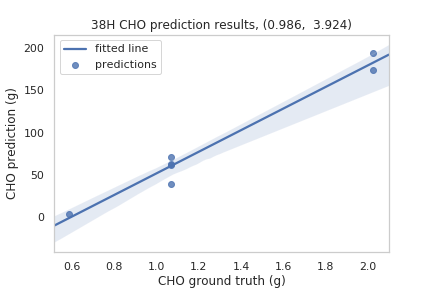 38H CHO prediction results, (0.986,  3.924)
fitted line
predictions
200
150
100
50
0
CHO prediction (g)
0.6 0.8 1.0 1.2 1.4 1.6 1.8 2.0
CHO ground truth (g)